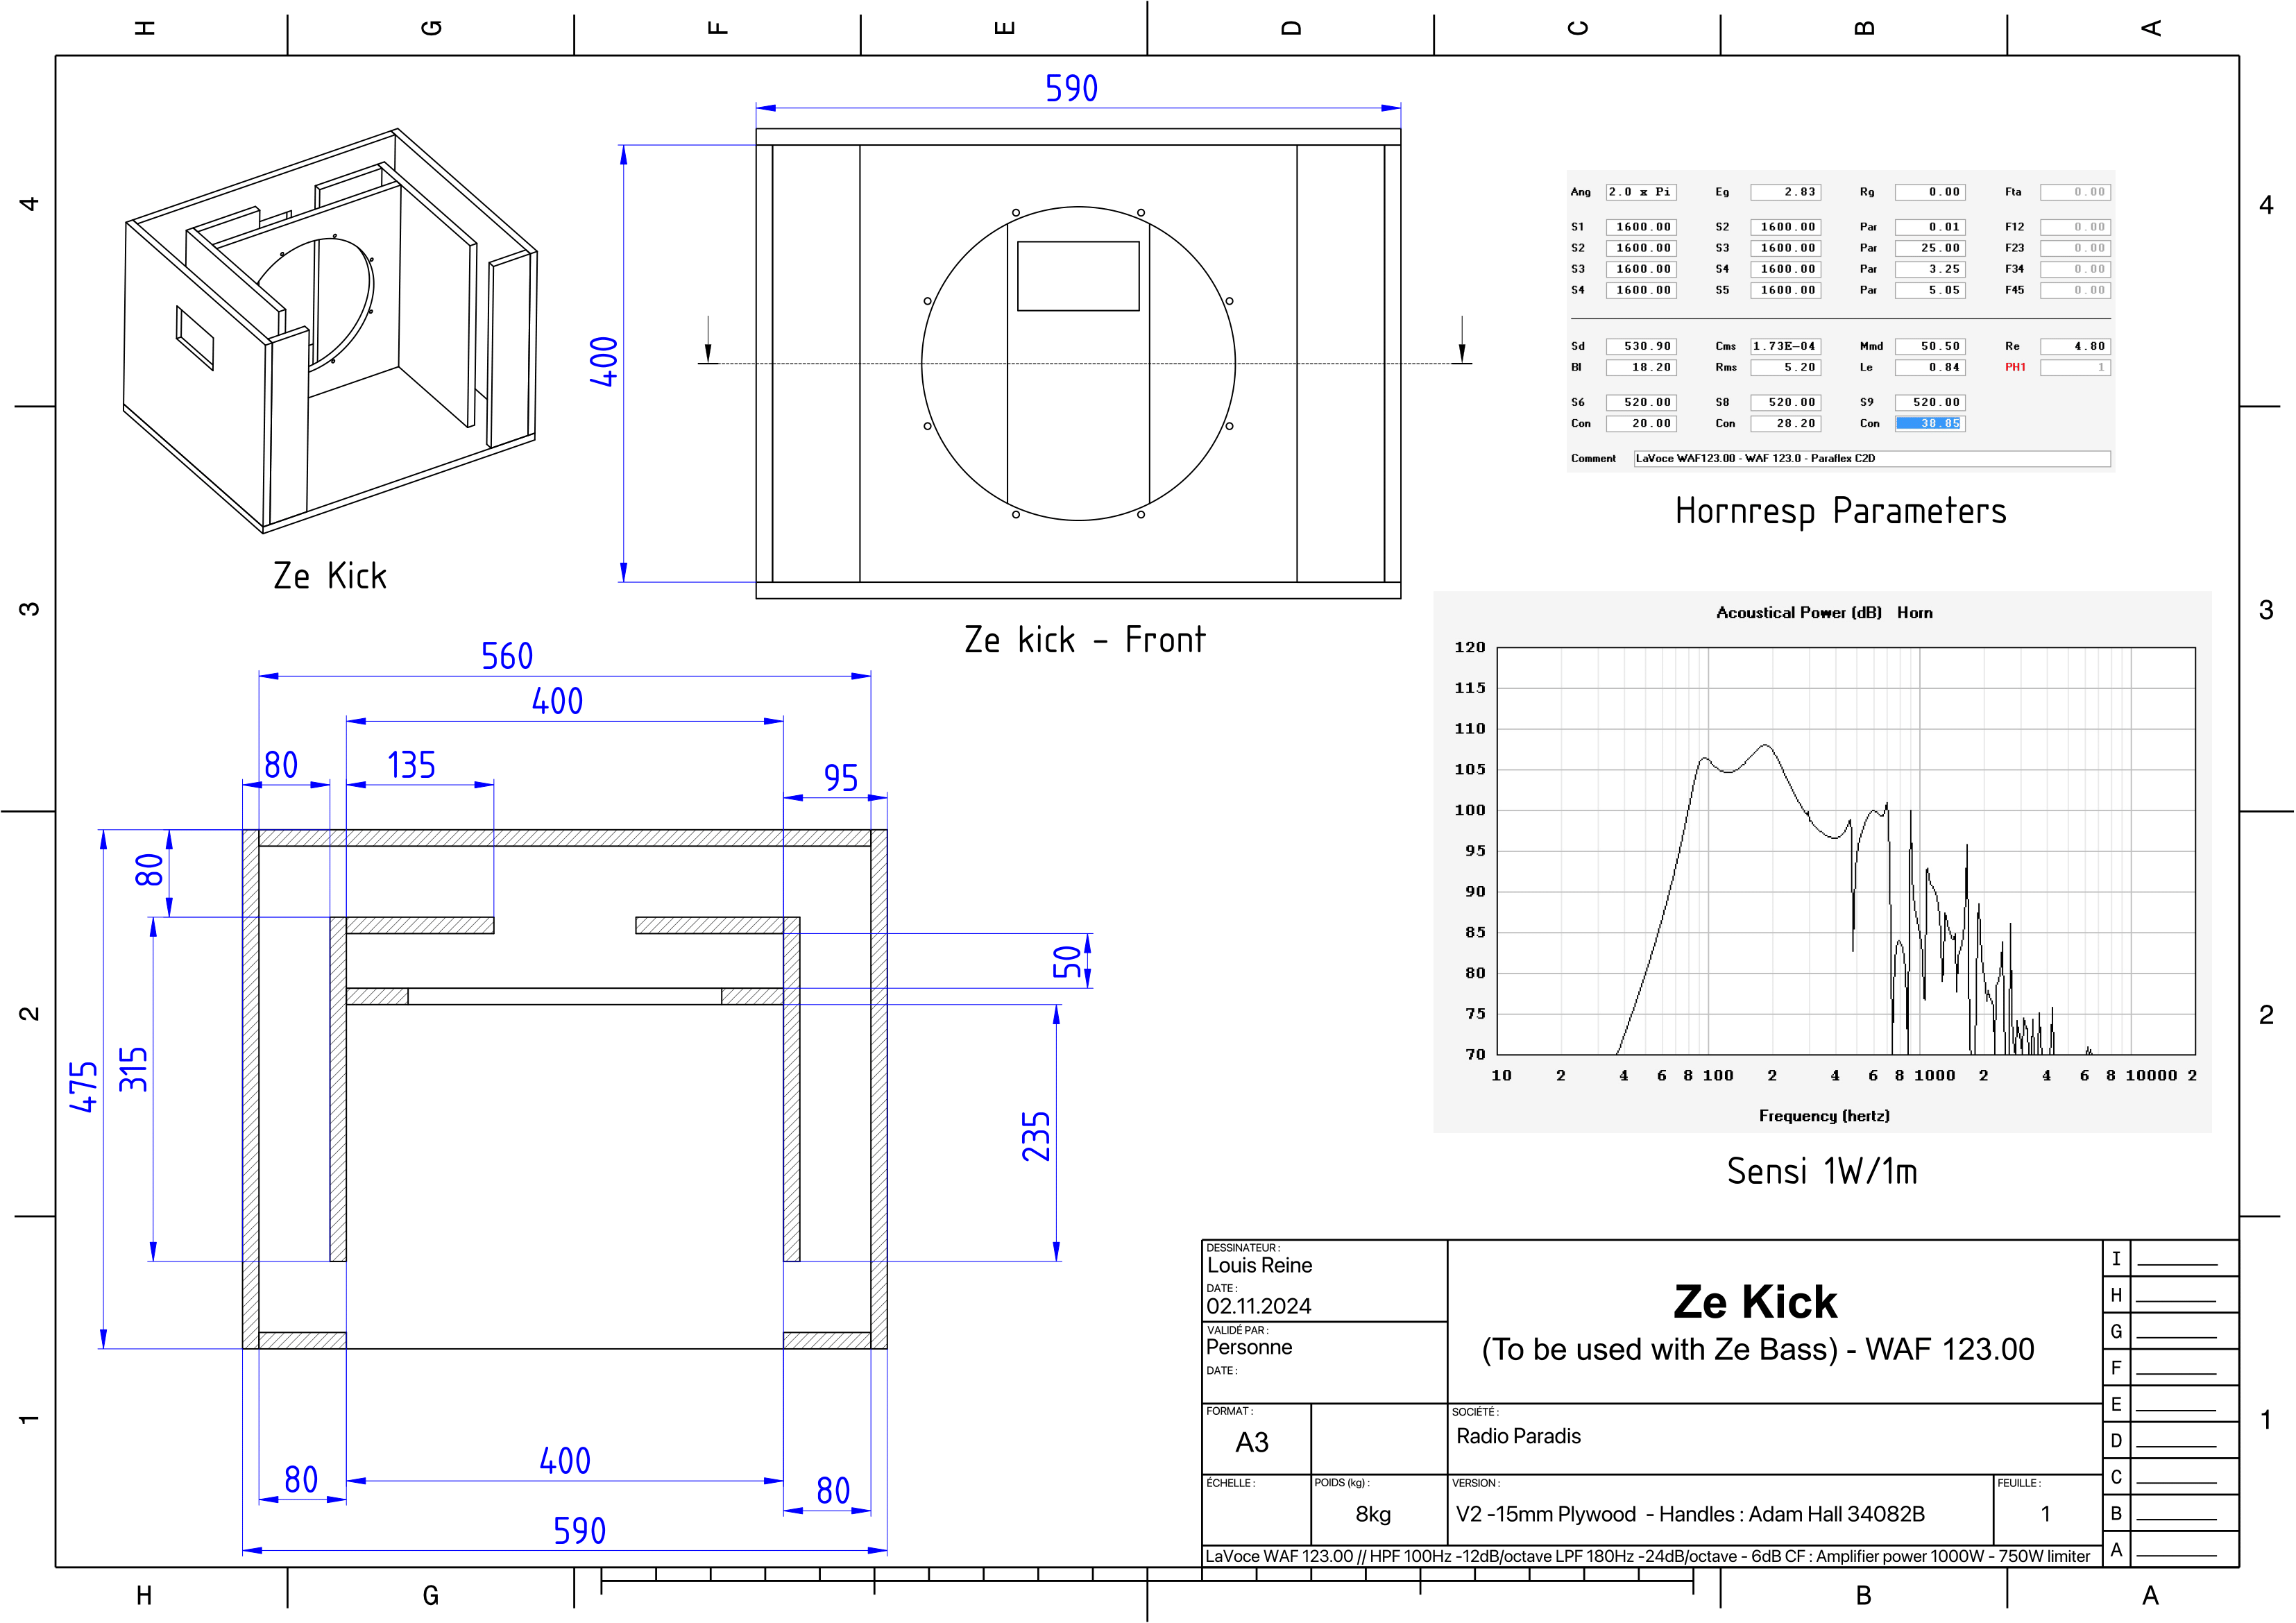 H G F E D C B A
4 4
3 3
2 2
1 1
Ze Kick
590
400
Ze kick - Front
Ang 2.0 x Pi Eg 2.83 Rg 0.00 Fta 0.00
S1 1600.00 S2 1600.00 Par 0.01 F12 0.00
S2 1600.00 S3 1600.00 Par 25.00 F23 0.00
S3 1600.00 S4 1600.00 Par 3.25 F34 0.00
S4 1600.00 S5 1600.00 Par 5.05 F45 0.00
Sd 530.90 Cms 1.73E-04 Mmd 50.50 Re 4.80
Bl 18.20 Rms 5.20 Le 0.84 PH1 1
S6 520.00 S8 520.00 S9 520.00
Con 20.00 Con 28.20 Con 38.85
Comment LaVoce WAF123.00 - WAF 123.0 - Paraflex C2D
Hornresp Parameters
560
400
80 135 95
80
50
475 315 235
80 400 80
590
Acoustical Power (dB) Horn
120
115
110
105
100
95
90
85
80
75
70
10 2 4 6 8 100 2 4 6 8 1000 2 4 6 8 10000 2
Frequency (hertz)
Sensi 1W/1m
DESSINATEUR :
Louis Reine
DATE :
02.11.2024
VALIDÉ PAR :
Personne
DATE :
Ze Kick
(To be used with Ze Bass) - WAF 123.00
FORMAT :
A3
SOCIÉTÉ :
Radio Paradis
ÉCHELLE :
POIDS (kg) :
8kg
VERSION :
V2 -15mm Plywood - Handles : Adam Hall 34082B
FEUILLE :
1
LaVoce WAF 123.00 // HPF 100Hz -12dB/octave LPF 180Hz -24dB/octave - 6dB CF : Amplifier power 1000W - 750W limiter
I
H
G
F
E
D
C
B
A
H G B A